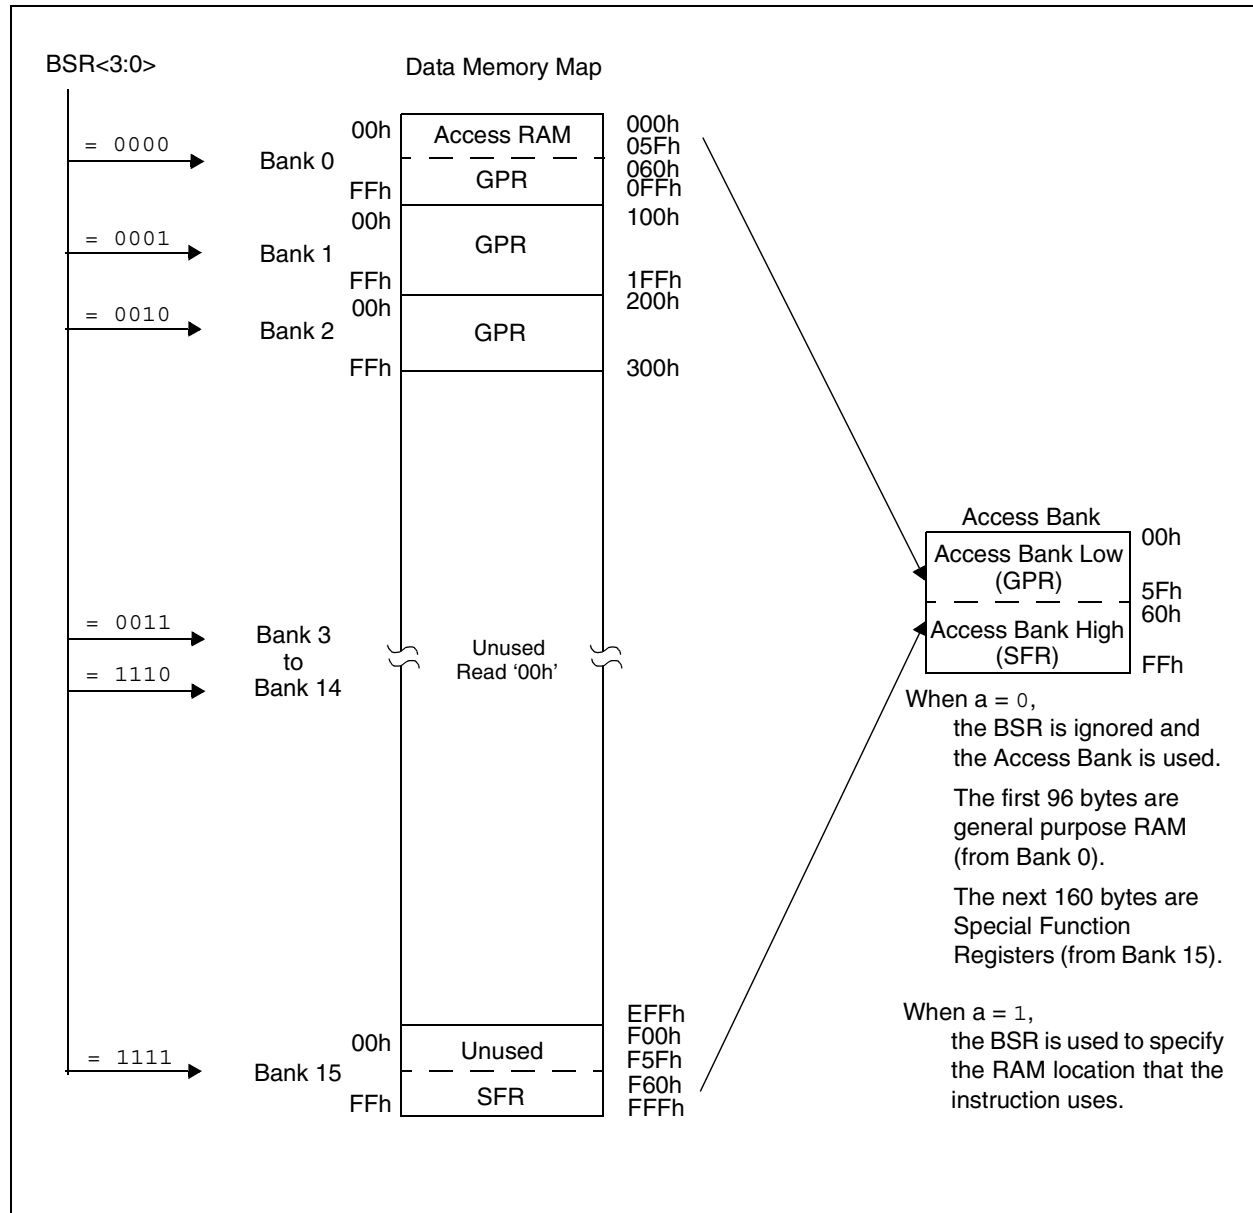 BSR<3:0>
Data Memory Map
= 0000
Bank 0
00h
Access RAM
000h
05Fh
GPR
060h
FFh
0FFh
= 0001
Bank 1
00h
GPR
100h
FFh
1FFh
= 0010
Bank 2
00h
GPR
200h
FFh
300h
= 0011
Bank 3
to
= 1110
Bank 14
Unused
Read ‘00h’
EFFh
= 1111
Bank 15
00h
Unused
F00h
F5Fh
SFR
F60h
FFh
FFFh
Access Bank
00h
Access Bank Low
(GPR)
5Fh
60h
Access Bank High
(SFR)
FFh
When a = 0,
the BSR is ignored and
the Access Bank is used.
The first 96 bytes are
general purpose RAM
(from Bank 0).
The next 160 bytes are
Special Function
Registers (from Bank 15).
When a = 1,
the BSR is used to specify
the RAM location that the
instruction uses.